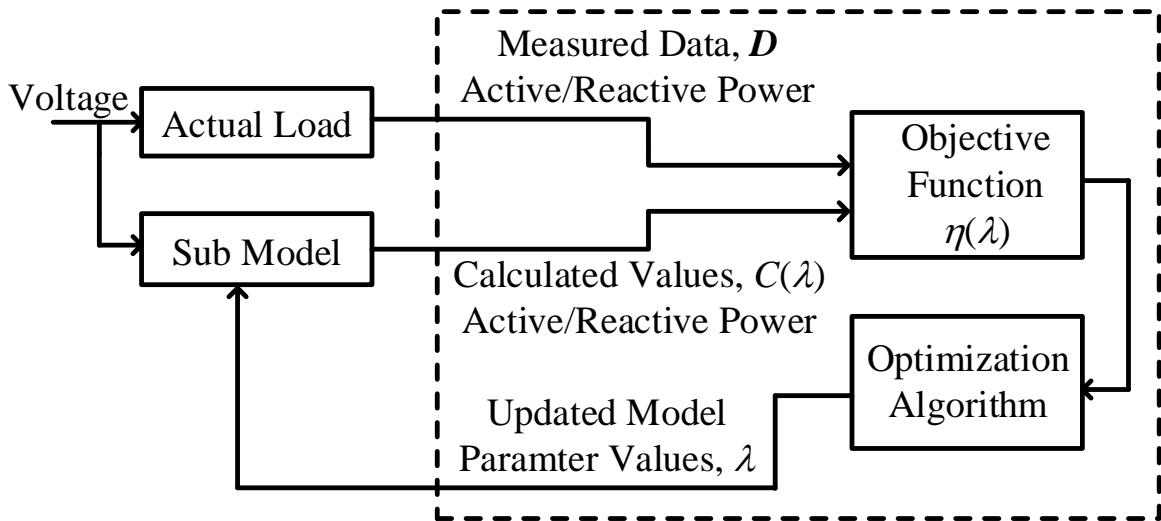 Measured Data, D
Active/Reactive Power
Voltage
Actual Load
Objective
Function
η(λ)
Sub Model
Calculated Values, C(λ)
Active/Reactive Power
Optimization
Algorithm
Updated Model
Paramter Values, λ